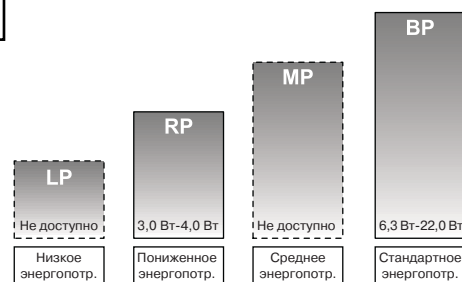 BP
MP
RP
LP
Не доступно
3,0 Вт-4,0 Вт
Не доступно
6,3 Вт-22,0 Вт
Низкое
энергопотр.
Пониженное
энергопотр.
Среднее
энергопотр.
Стандартное
энергопотр.